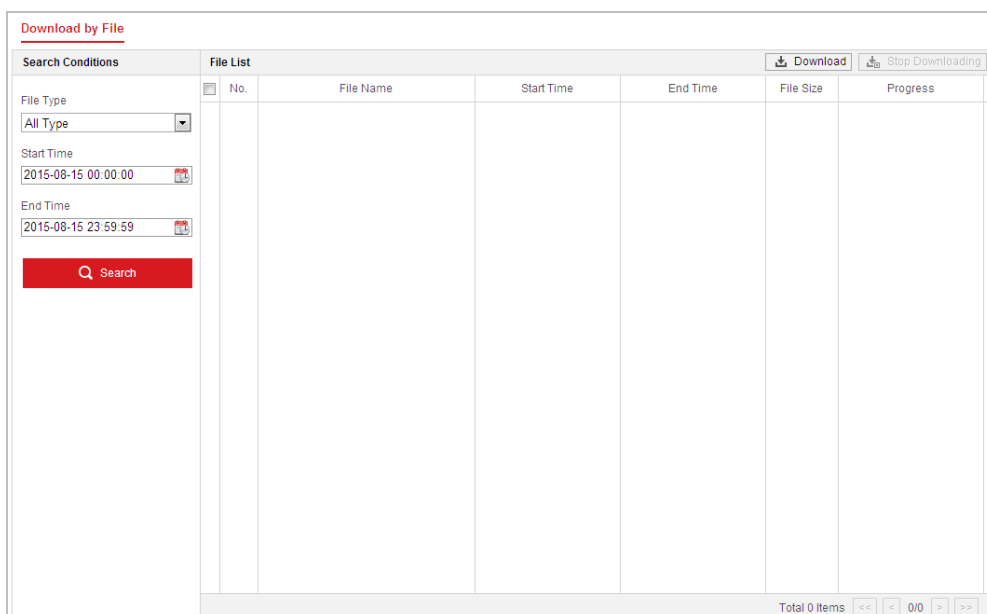 Download by File
Search Conditions
File Type
All Type
Start Time
2015-08-15 00:00:00
End Time
2015-08-15 23:59:59
Search
File List
Download
Stop Downloading
No.
File Name
Start Time
End Time
File Size
Progress
Total 0 Items << < 0/0 > >>